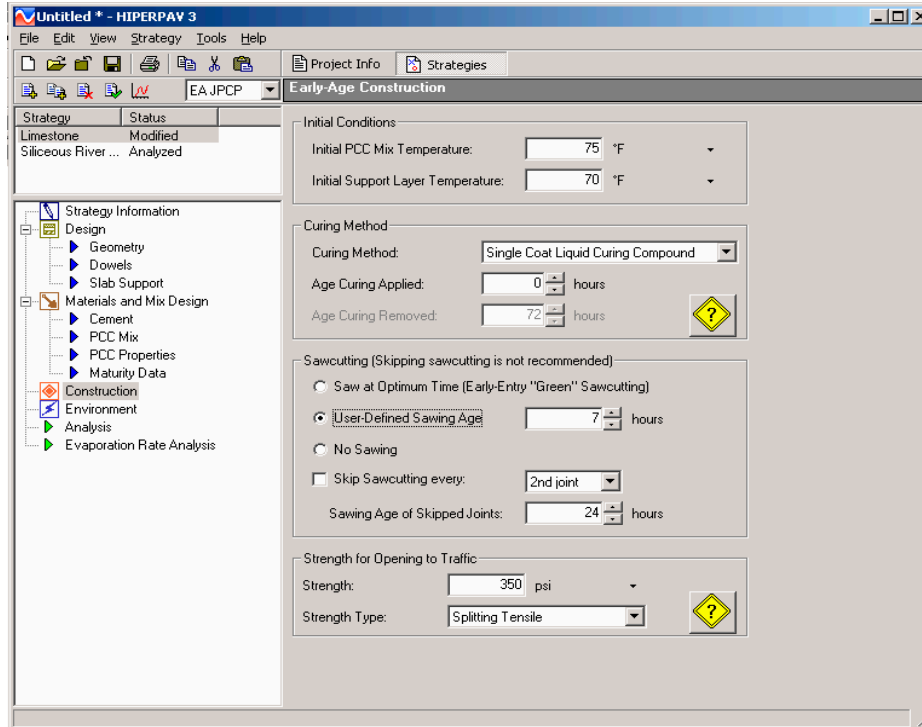 Untitled * - HIPERPAV 3
File Edit View Strategy Tools Help
Project Info Strategies
EA JPCP
Early-Age Construction
Strategy Status
Limestone Modified
Siliceous River ... Analyzed
Strategy Information
Design
Geometry
Dowels
Slab Support
Materials and Mix Design
Cement
PCC Mix
PCC Properties
Maturity Data
Construction
Environment
Analysis
Evaporation Rate Analysis
Initial Conditions
Initial PCC Mix Temperature: 75 °F
Initial Support Layer Temperature: 70 °F
Curing Method
Curing Method: Single Coat Liquid Curing Compound
Age Curing Applied: 0 hours
Age Curing Removed: 72 hours
?
Sawcutting (Skipping sawcutting is not recommended)
Saw at Optimum Time (Early-Entry "Green" Sawcutting)
User-Defined Sawing Age 7 hours
No Sawing
Skip Sawcutting every: 2nd joint
Sawing Age of Skipped Joints: 24 hours
Strength for Opening to Traffic
Strength: 350 psi
Strength Type: Splitting Tensile
?